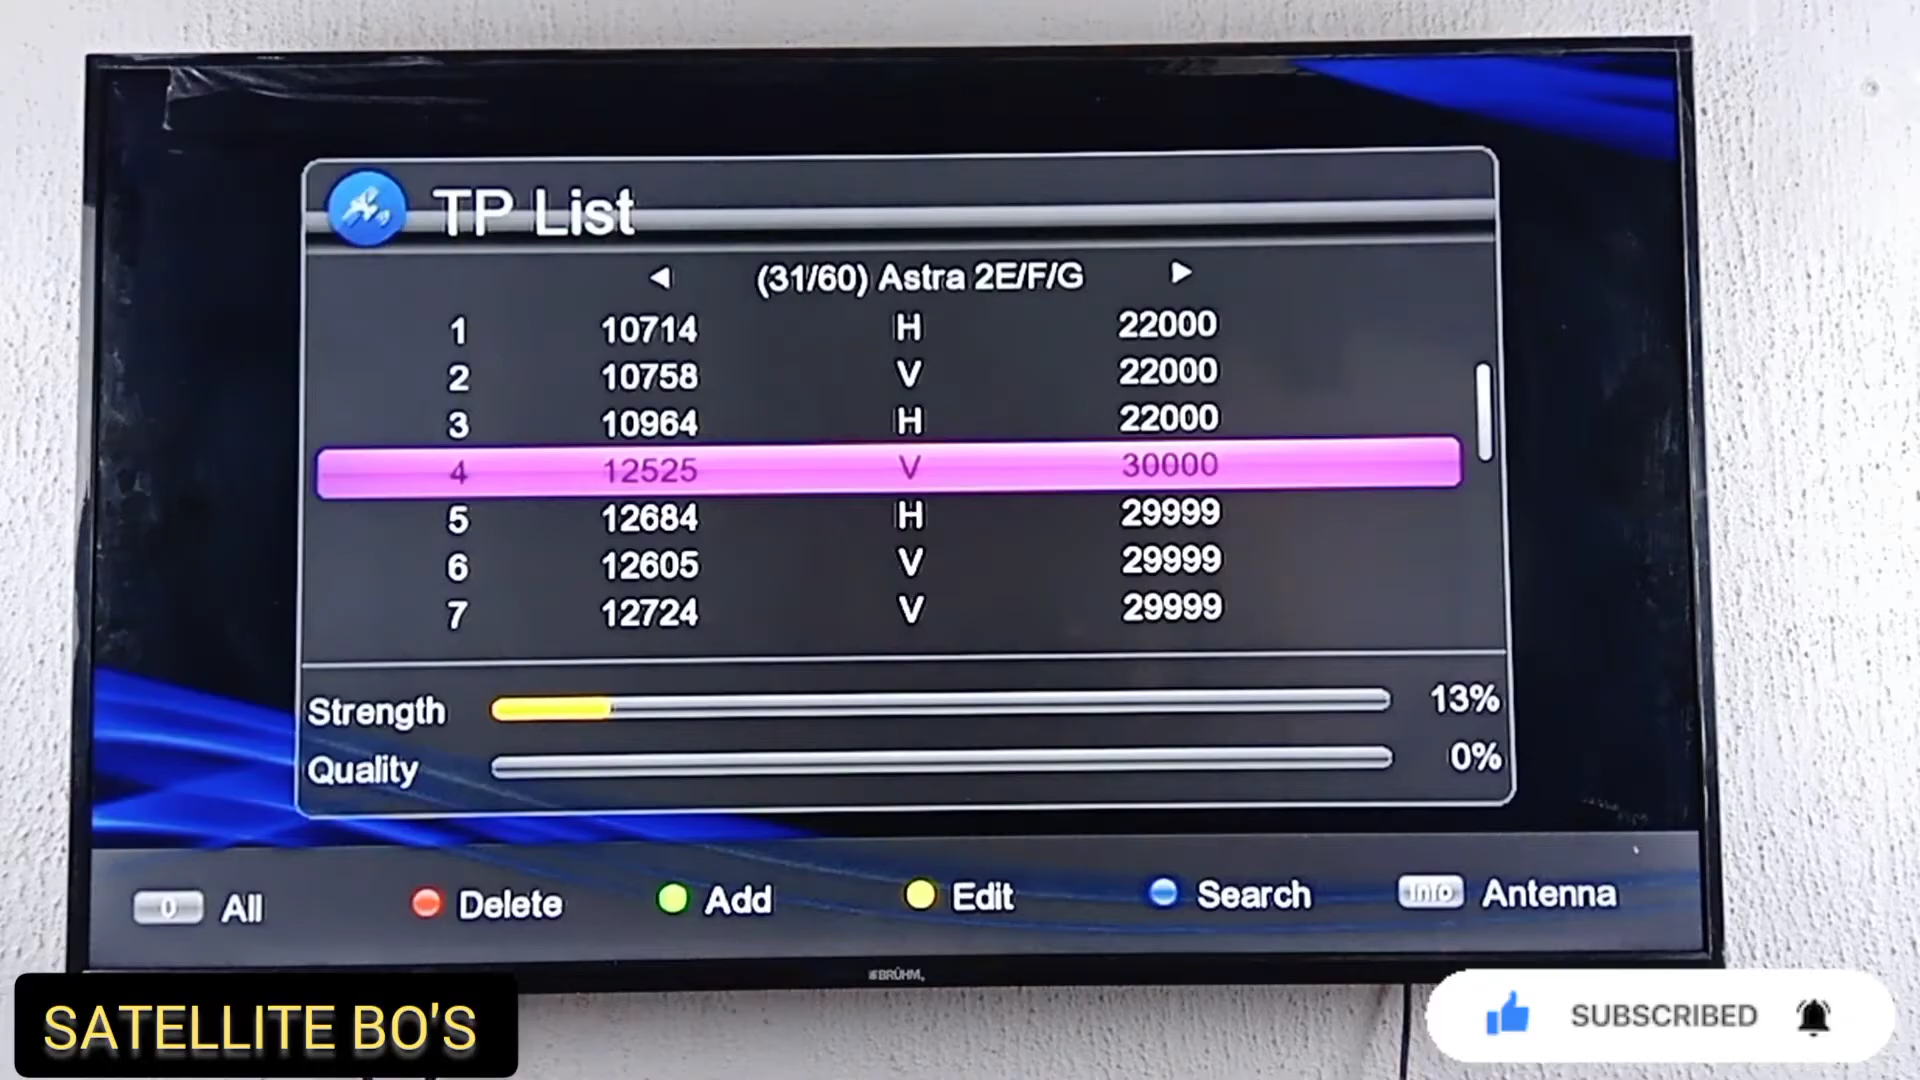 TP List
(31/60) Astra 2E/F/G
1 10714 H 22000
2 10758 V 22000
3 10964 H 22000
4 12525 V 30000
5 12684 H 29999
6 12605 V 29999
7 12724 V 29999
Strength 13%
Quality 0%
0 All Delete Add Edit Search Info Antenna
BRÜHM
SATELLITE BO'S
SUBSCRIBED